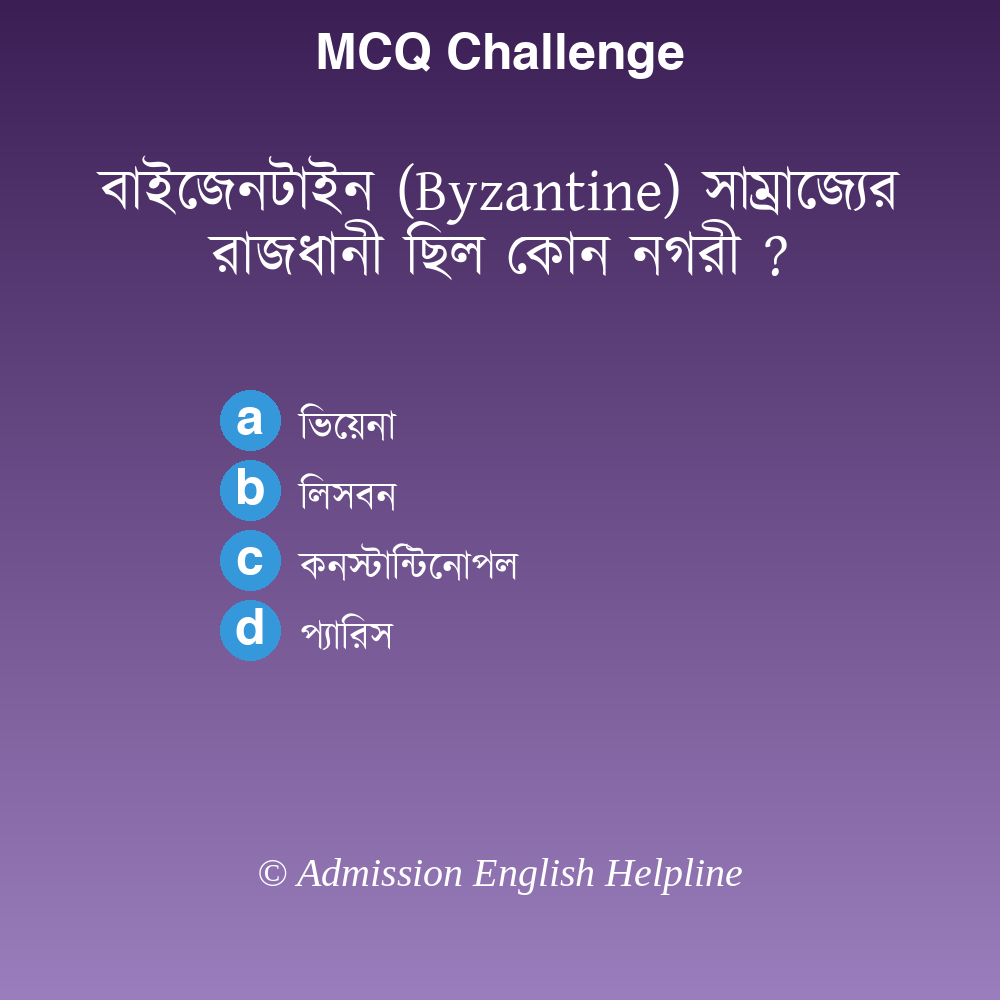 MCQ Challenge
বাইজেনটাইন (Byzantine) সাম্রাজ্যের
রাজধানী ছিল কোন নগরী ?
a ভিয়েনা
b লিসবন
c কনস্টান্টিনোপল
d প্যারিস
© Admission English Helpline